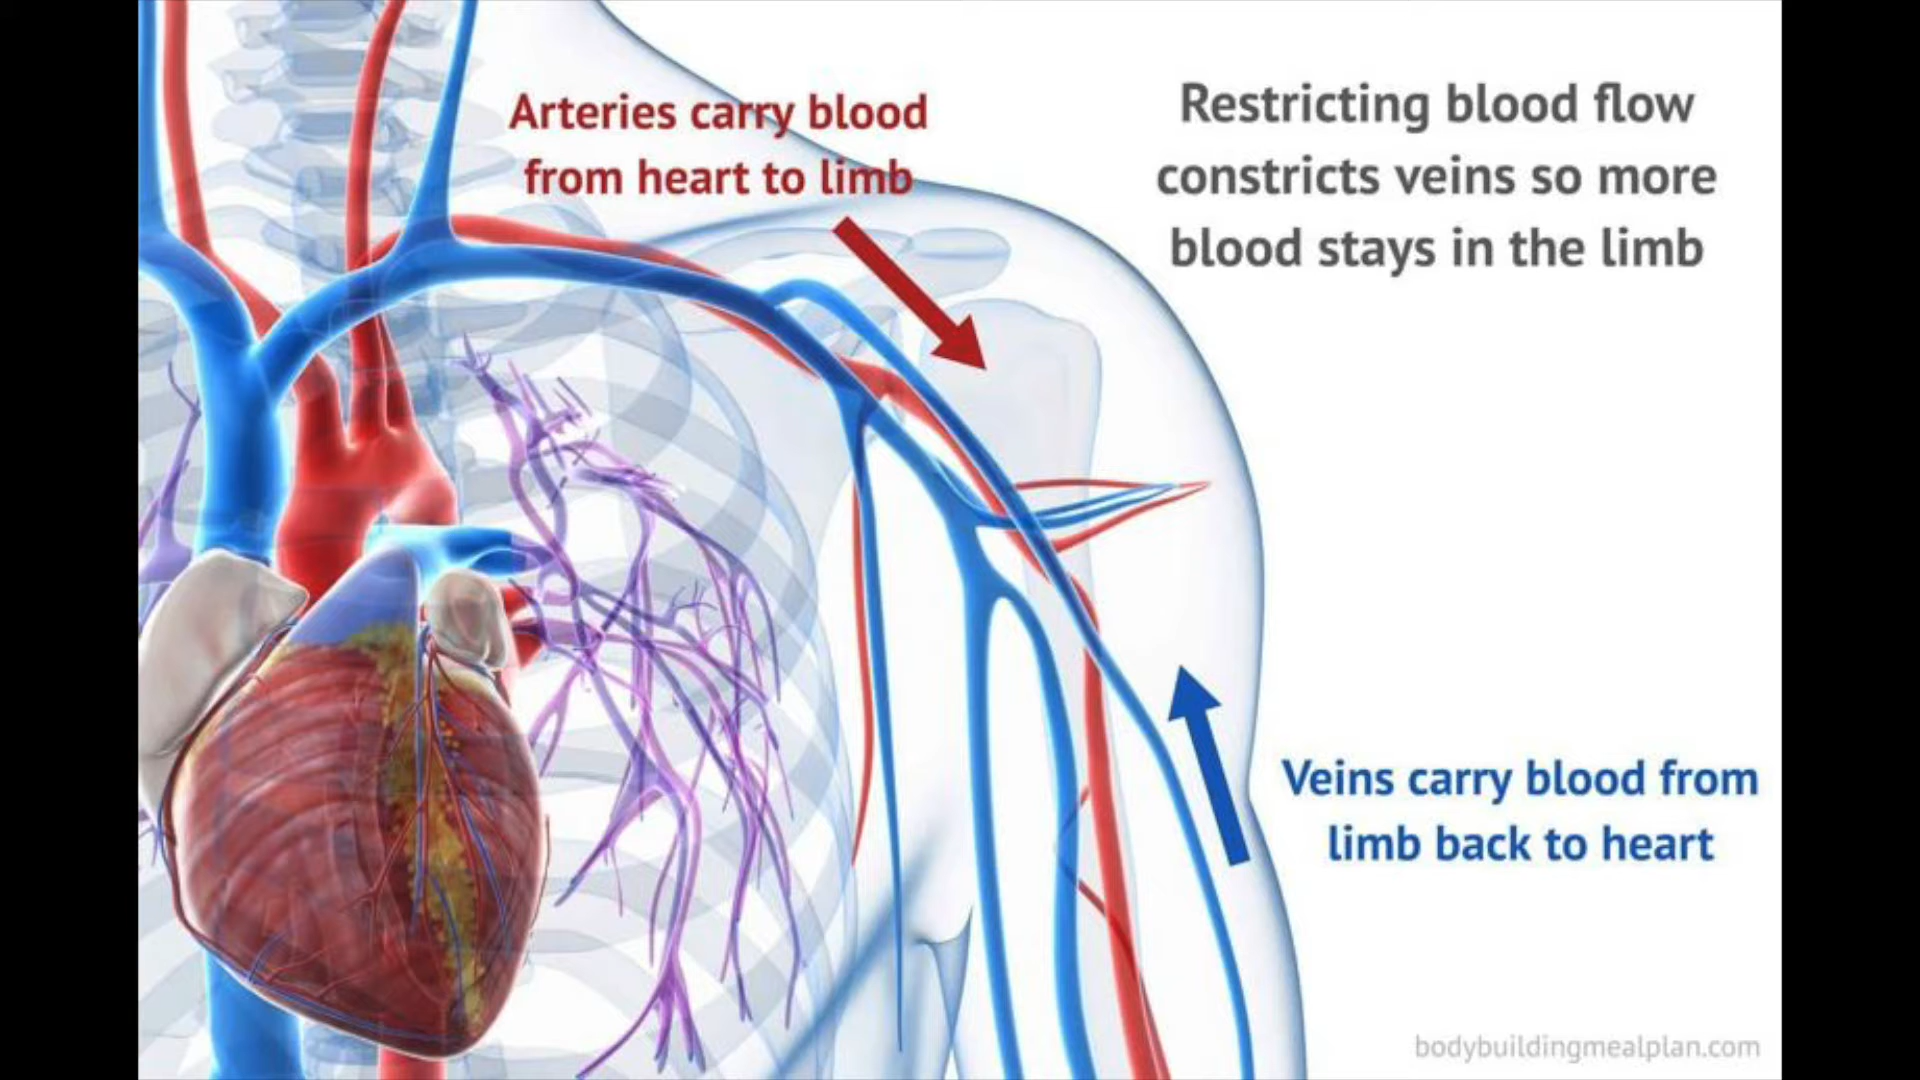 Arteries carry blood
from heart to limb
Restricting blood flow
constricts veins so more
blood stays in the limb
Veins carry blood from
limb back to heart
bodybuildingmealplan.com